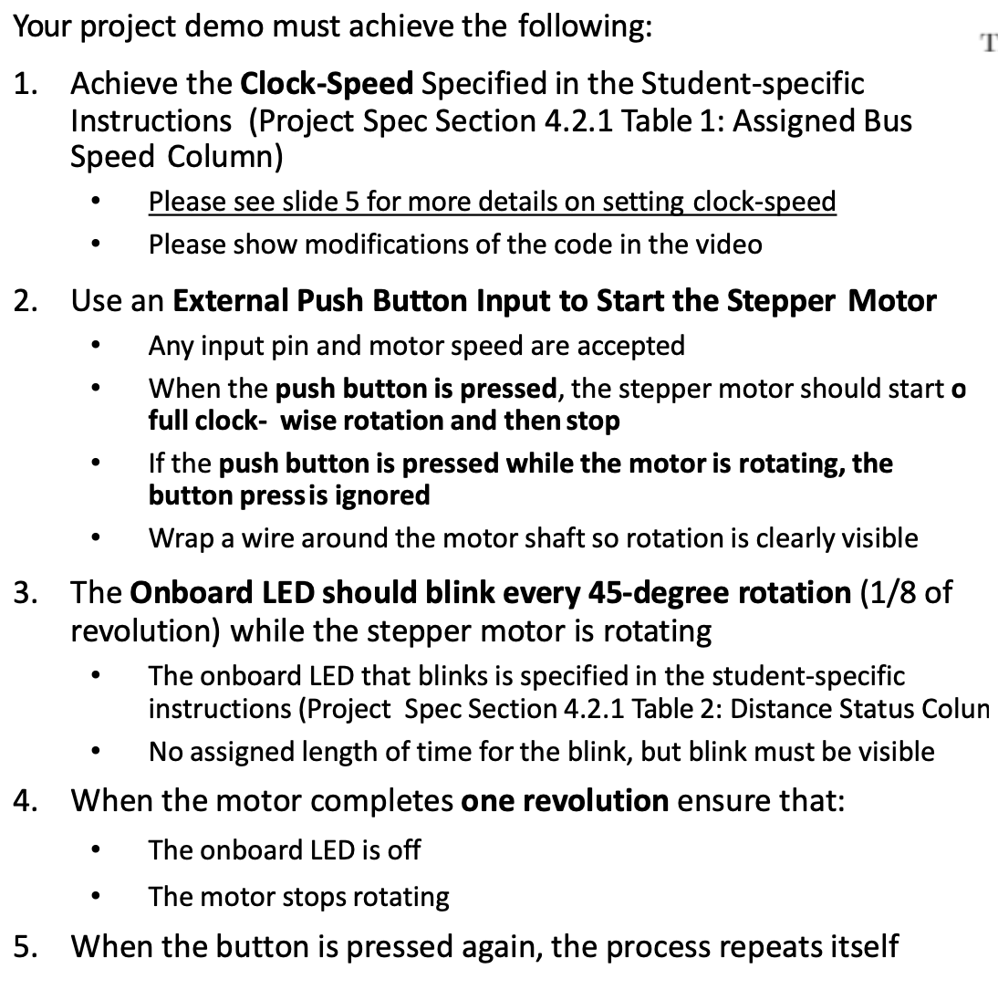 Your project demo must achieve the following:
T
1. Achieve the Clock-Speed Specified in the Student-specific
Instructions (Project Spec Section 4.2.1 Table 1: Assigned Bus
Speed Column)
• Please see slide 5 for more details on setting clock-speed
• Please show modifications of the code in the video
2. Use an External Push Button Input to Start the Stepper Motor
• Any input pin and motor speed are accepted
• When the push button is pressed, the stepper motor should start o
full clock- wise rotation and then stop
• If the push button is pressed while the motor is rotating, the
button press is ignored
• Wrap a wire around the motor shaft so rotation is clearly visible
3. The Onboard LED should blink every 45-degree rotation (1/8 of
revolution) while the stepper motor is rotating
• The onboard LED that blinks is specified in the student-specific
instructions (Project Spec Section 4.2.1 Table 2: Distance Status Colun
• No assigned length of time for the blink, but blink must be visible
4. When the motor completes one revolution ensure that:
• The onboard LED is off
• The motor stops rotating
5. When the button is pressed again, the process repeats itself